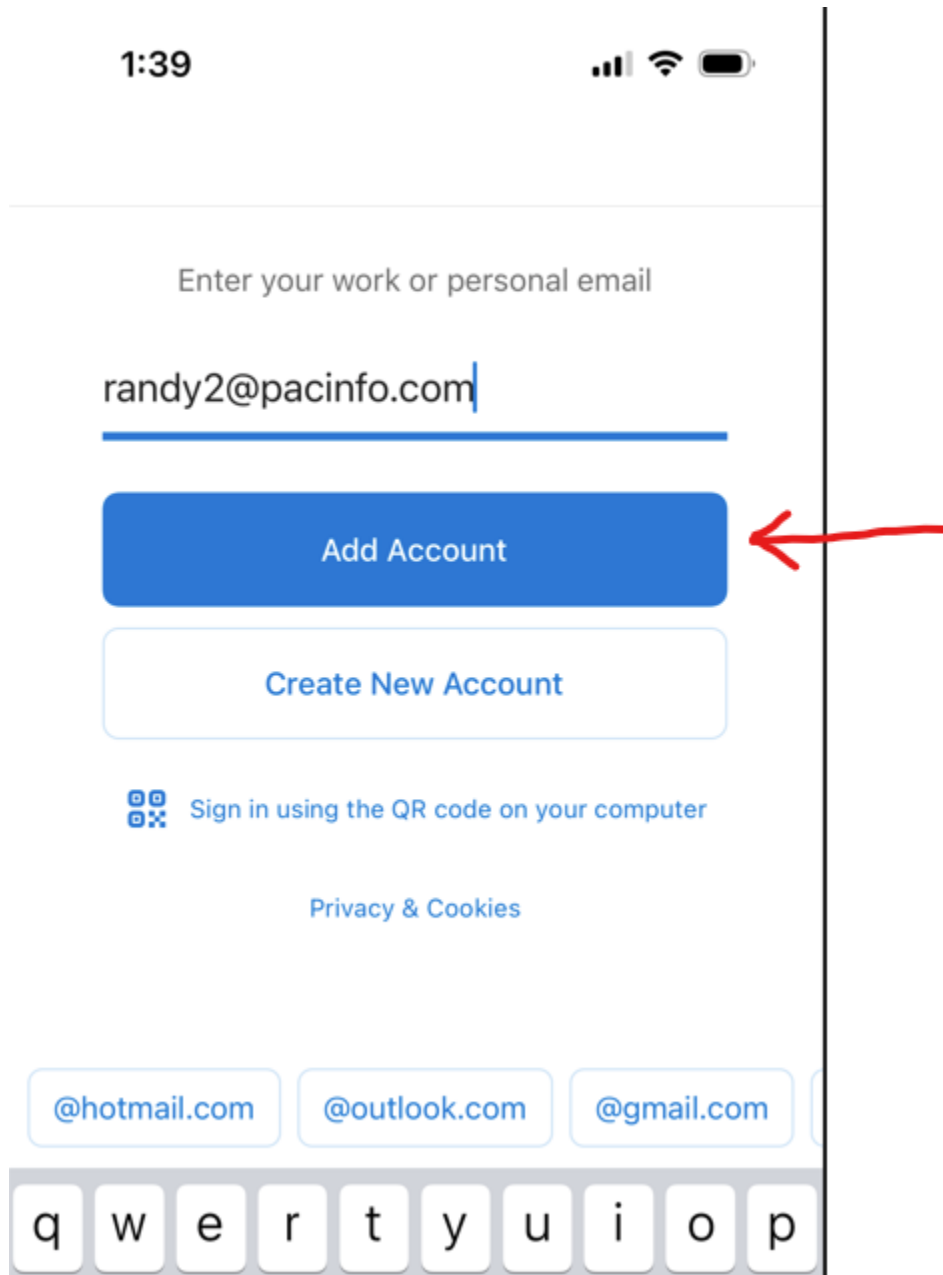 1:39
Enter your work or personal email
randy2@pacinfo.com
Add Account
Create New Account
Sign in using the QR code on your computer
Privacy & Cookies
@hotmail.com @outlook.com @gmail.com
q w e r t y u i o p